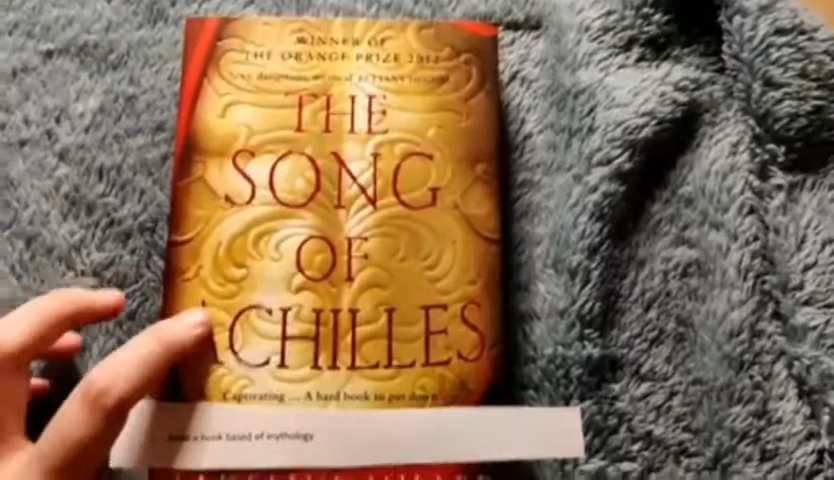 WINNER OF
THE ORANGE PRIZE 2012
THE
SONG
OF
ACHILLES
'Captivating ... A hard book to put down'
a book based of mythology